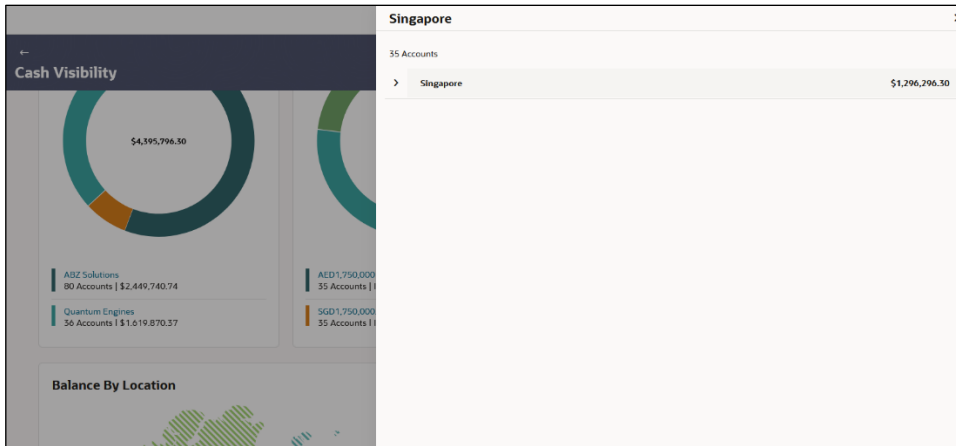 Singapore
35 Accounts
Singapore
$1,296,296.30
Cash Visibility
$4,395,796.30
ABZ Solutions
80 Accounts | $2,449,740.74
Quantum Engines
36 Accounts | $1,619,870.37
AED1,750,000
35 Accounts |
SGD1,750,000
35 Accounts |
Balance By Location